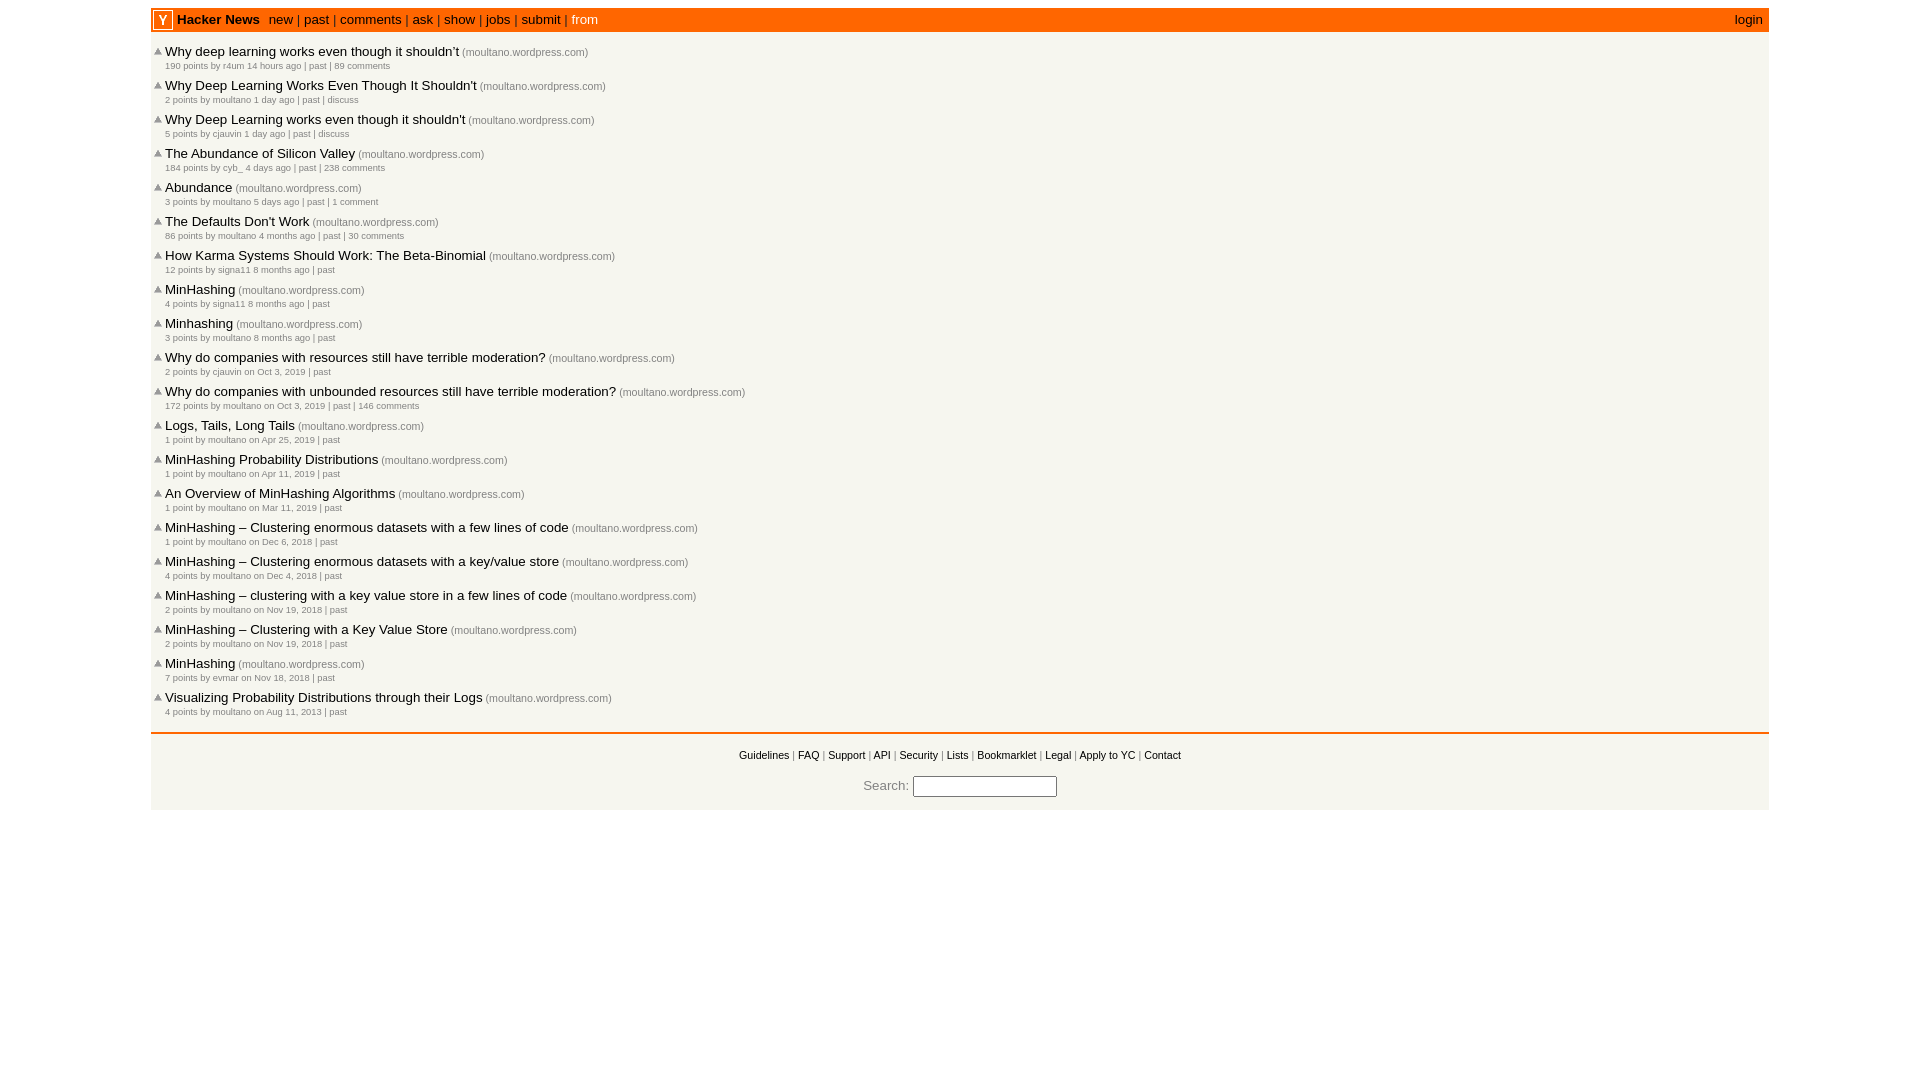 Y Hacker News new | past | comments | ask | show | jobs | submit | from login
Why deep learning works even though it shouldn’t (moultano.wordpress.com)
190 points by r4um 14 hours ago | past | 89 comments
Why Deep Learning Works Even Though It Shouldn't (moultano.wordpress.com)
2 points by moultano 1 day ago | past | discuss
Why Deep Learning works even though it shouldn't (moultano.wordpress.com)
5 points by cjauvin 1 day ago | past | discuss
The Abundance of Silicon Valley (moultano.wordpress.com)
184 points by cyb_ 4 days ago | past | 238 comments
Abundance (moultano.wordpress.com)
3 points by moultano 5 days ago | past | 1 comment
The Defaults Don't Work (moultano.wordpress.com)
86 points by moultano 4 months ago | past | 30 comments
How Karma Systems Should Work: The Beta-Binomial (moultano.wordpress.com)
12 points by signa11 8 months ago | past
MinHashing (moultano.wordpress.com)
4 points by signa11 8 months ago | past
Minhashing (moultano.wordpress.com)
3 points by moultano 8 months ago | past
Why do companies with resources still have terrible moderation? (moultano.wordpress.com)
2 points by cjauvin on Oct 3, 2019 | past
Why do companies with unbounded resources still have terrible moderation? (moultano.wordpress.com)
172 points by moultano on Oct 3, 2019 | past | 146 comments
Logs, Tails, Long Tails (moultano.wordpress.com)
1 point by moultano on Apr 25, 2019 | past
MinHashing Probability Distributions (moultano.wordpress.com)
1 point by moultano on Apr 11, 2019 | past
An Overview of MinHashing Algorithms (moultano.wordpress.com)
1 point by moultano on Mar 11, 2019 | past
MinHashing – Clustering enormous datasets with a few lines of code (moultano.wordpress.com)
1 point by moultano on Dec 6, 2018 | past
MinHashing – Clustering enormous datasets with a key/value store (moultano.wordpress.com)
4 points by moultano on Dec 4, 2018 | past
MinHashing – clustering with a key value store in a few lines of code (moultano.wordpress.com)
2 points by moultano on Nov 19, 2018 | past
MinHashing – Clustering with a Key Value Store (moultano.wordpress.com)
2 points by moultano on Nov 19, 2018 | past
MinHashing (moultano.wordpress.com)
7 points by evmar on Nov 18, 2018 | past
Visualizing Probability Distributions through their Logs (moultano.wordpress.com)
4 points by moultano on Aug 11, 2013 | past
Guidelines | FAQ | Support | API | Security | Lists | Bookmarklet | Legal | Apply to YC | Contact
Search: